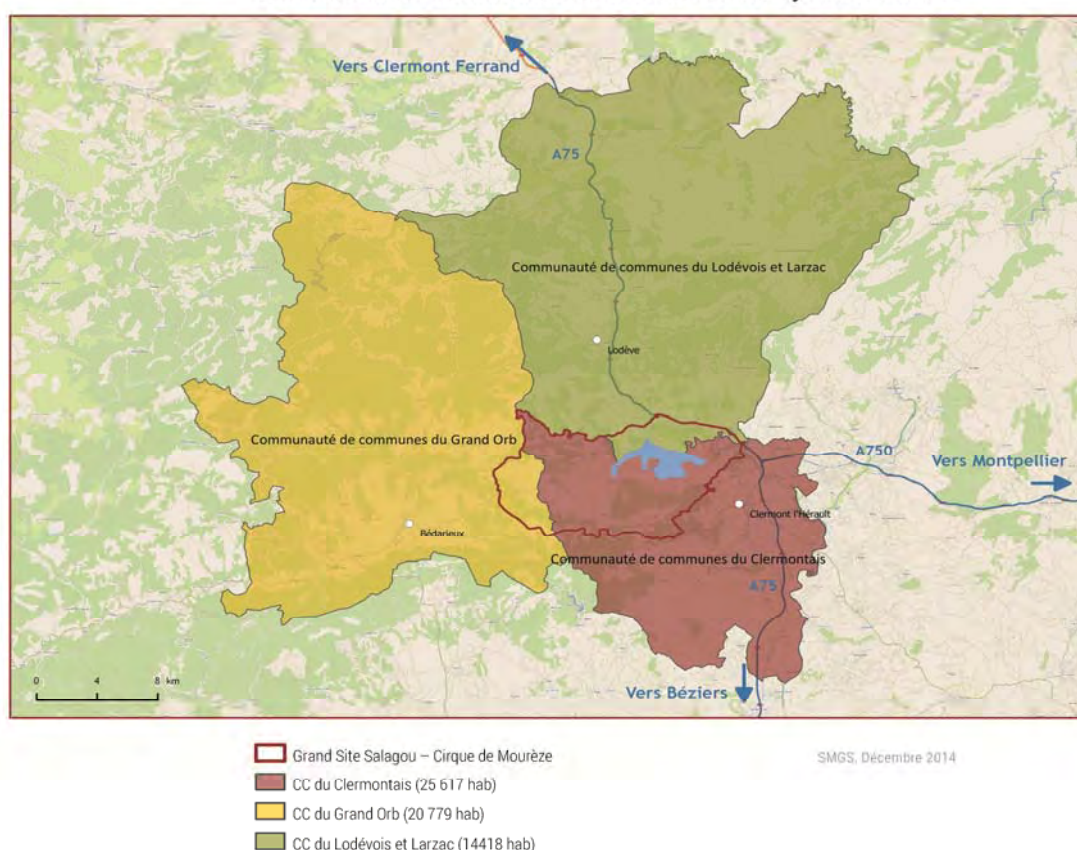 Vers Clermont Ferrand
A75
Communauté de communes du Lodévois et Larzac
Lodève
Communauté de communes du Grand Orb
A750
Vers Montpellier
Clermont l'Hérault
Bédarieux
Communauté de communes du Clermontais
A75
Vers Béziers
0 4 8 km
Grand Site Salagou – Cirque de Mourèze
SMGS, Décembre 2014
CC du Clermontais (25 617 hab)
CC du Grand Orb (20 779 hab)
CC du Lodévois et Larzac (14418 hab)